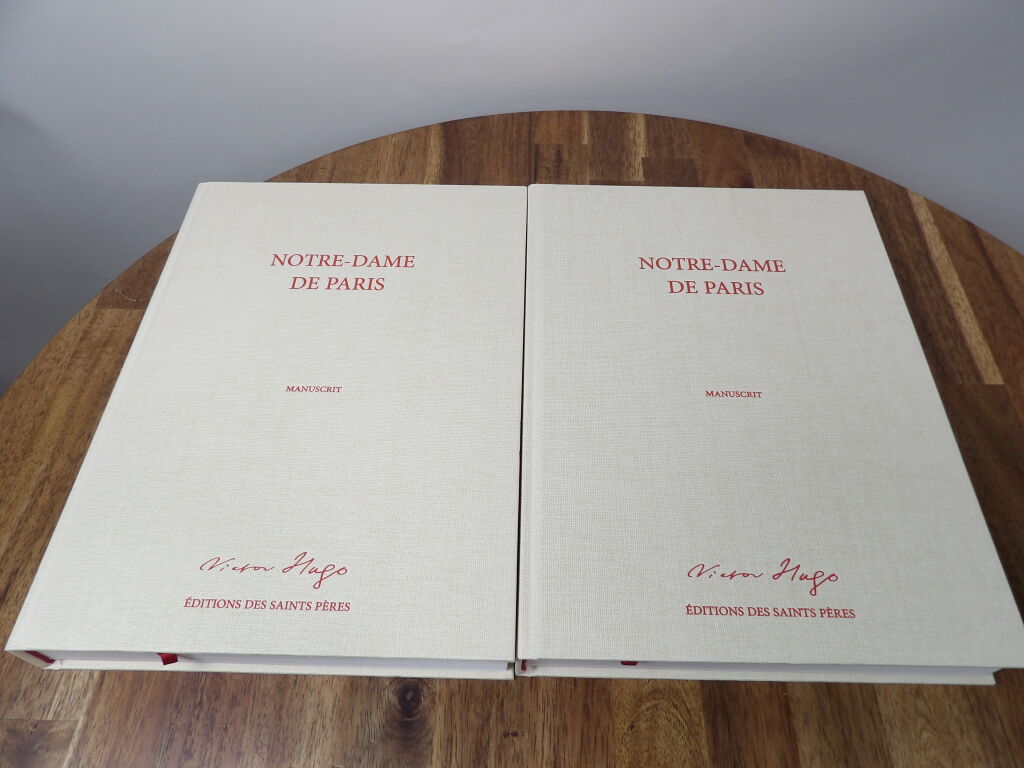 NOTRE-DAME
DE PARIS
MANUSCRIT
Victor Hugo
ÉDITIONS DES SAINTS PÈRES
NOTRE-DAME
DE PARIS
MANUSCRIT
Victor Hugo
ÉDITIONS DES SAINTS PÈRES